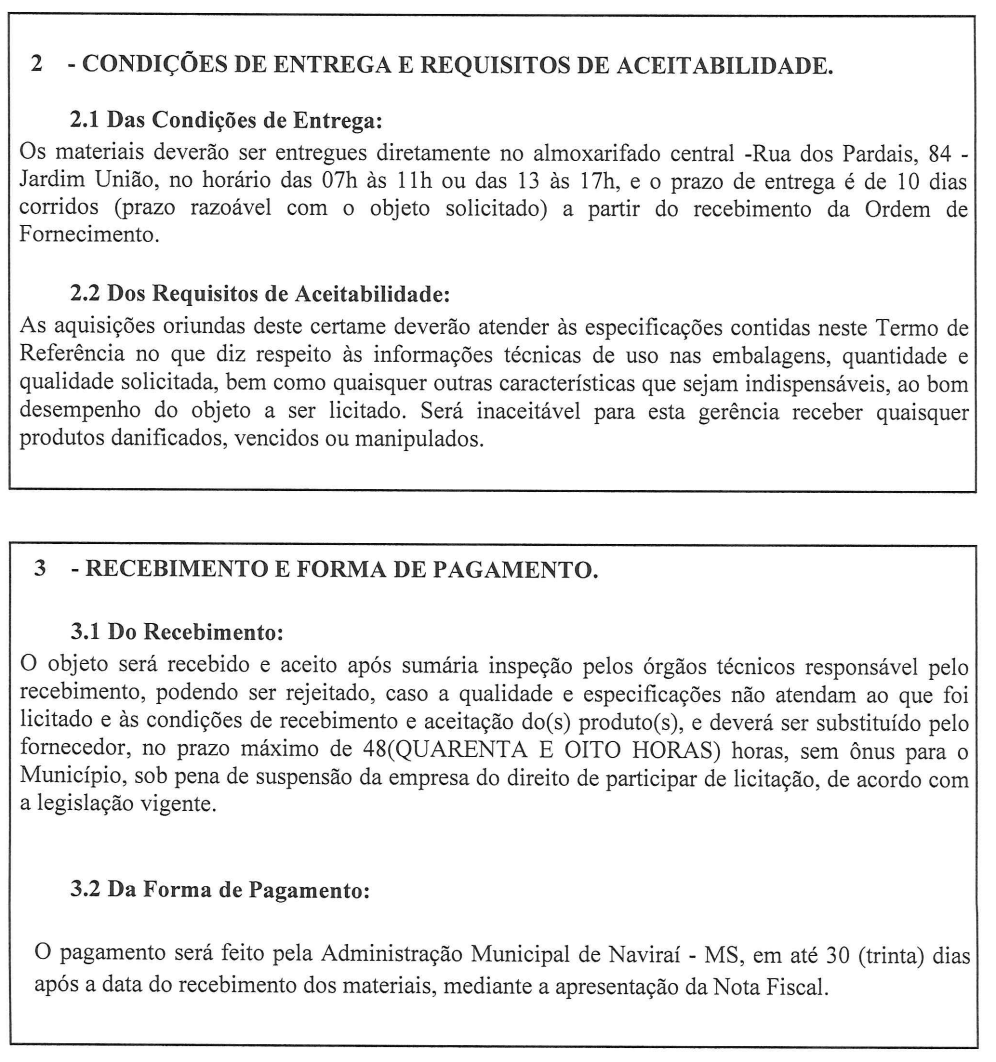 2 - CONDIÇÕES DE ENTREGA E REQUISITOS DE ACEITABILIDADE.
2.1 Das Condições de Entrega:
Os materiais deverão ser entregues diretamente no almoxarifado central -Rua dos Pardais, 84 -
Jardim União, no horário das 07h às 11h ou das 13 às 17h, e o prazo de entrega é de 10 dias
corridos (prazo razoável com o objeto solicitado) a partir do recebimento da Ordem de
Fornecimento.
2.2 Dos Requisitos de Aceitabilidade:
As aquisições oriundas deste certame deverão atender às especificações contidas neste Termo de
Referência no que diz respeito às informações técnicas de uso nas embalagens, quantidade e
qualidade solicitada, bem como quaisquer outras características que sejam indispensáveis, ao bom
desempenho do objeto a ser licitado. Será inaceitável para esta gerência receber quaisquer
produtos danificados, vencidos ou manipulados.
3 - RECEBIMENTO E FORMA DE PAGAMENTO.
3.1 Do Recebimento:
O objeto será recebido e aceito após sumária inspeção pelos órgãos técnicos responsável pelo
recebimento, podendo ser rejeitado, caso a qualidade e especificações não atendam ao que foi
licitado e às condições de recebimento e aceitação do(s) produto(s), e deverá ser substituído pelo
fornecedor, no prazo máximo de 48(QUARENTA E OITO HORAS) horas, sem ônus para o
Município, sob pena de suspensão da empresa do direito de participar de licitação, de acordo com
a legislação vigente.
3.2 Da Forma de Pagamento:
O pagamento será feito pela Administração Municipal de Naviraí - MS, em até 30 (trinta) dias
após a data do recebimento dos materiais, mediante a apresentação da Nota Fiscal.